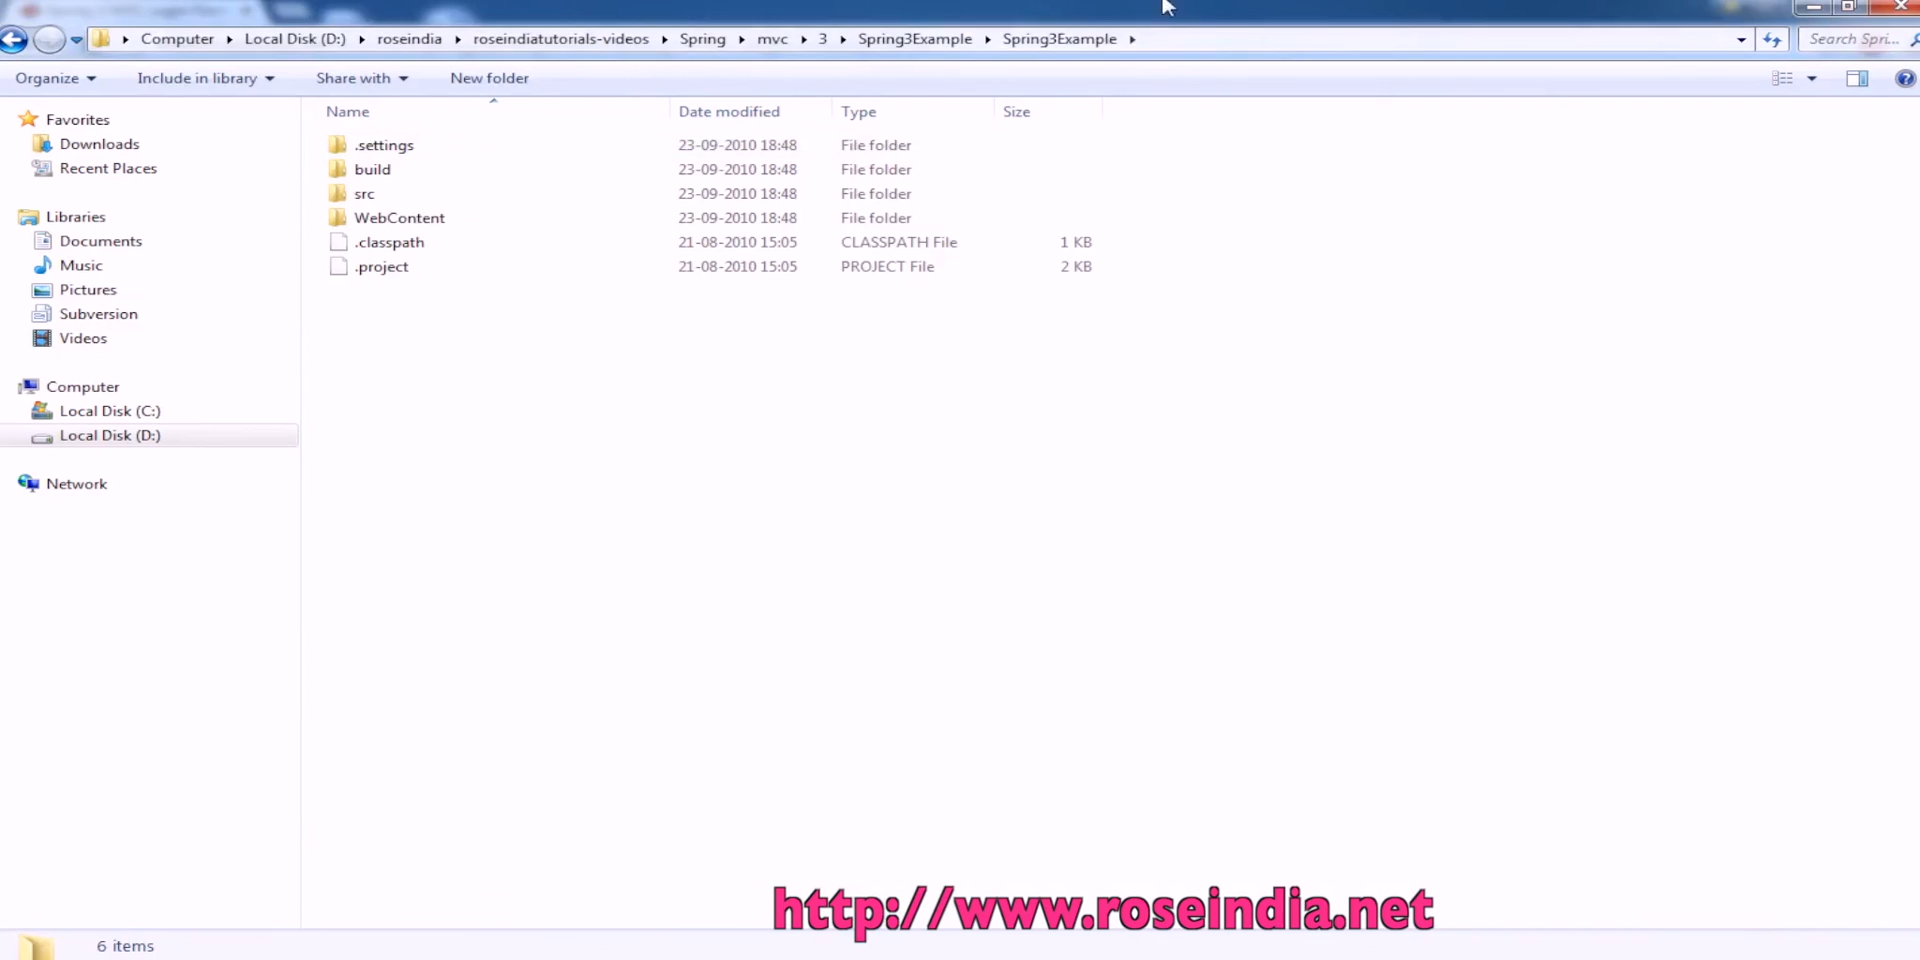 Computer Local Disk (D:) roseindia roseindiatutorials-videos Spring mvc 3 Spring3Example Spring3Example Search Spri...
Organize Include in library Share with New folder
Name Date modified Type Size
Favorites
Downloads
Recent Places
Libraries
Documents
Music
Pictures
Subversion
Videos
Computer
Local Disk (C:)
Local Disk (D:)
Network
.settings 23-09-2010 18:48 File folder
build 23-09-2010 18:48 File folder
src 23-09-2010 18:48 File folder
WebContent 23-09-2010 18:48 File folder
.classpath 21-08-2010 15:05 CLASSPATH File 1 KB
.project 21-08-2010 15:05 PROJECT File 2 KB
http://www.roseindia.net
6 items